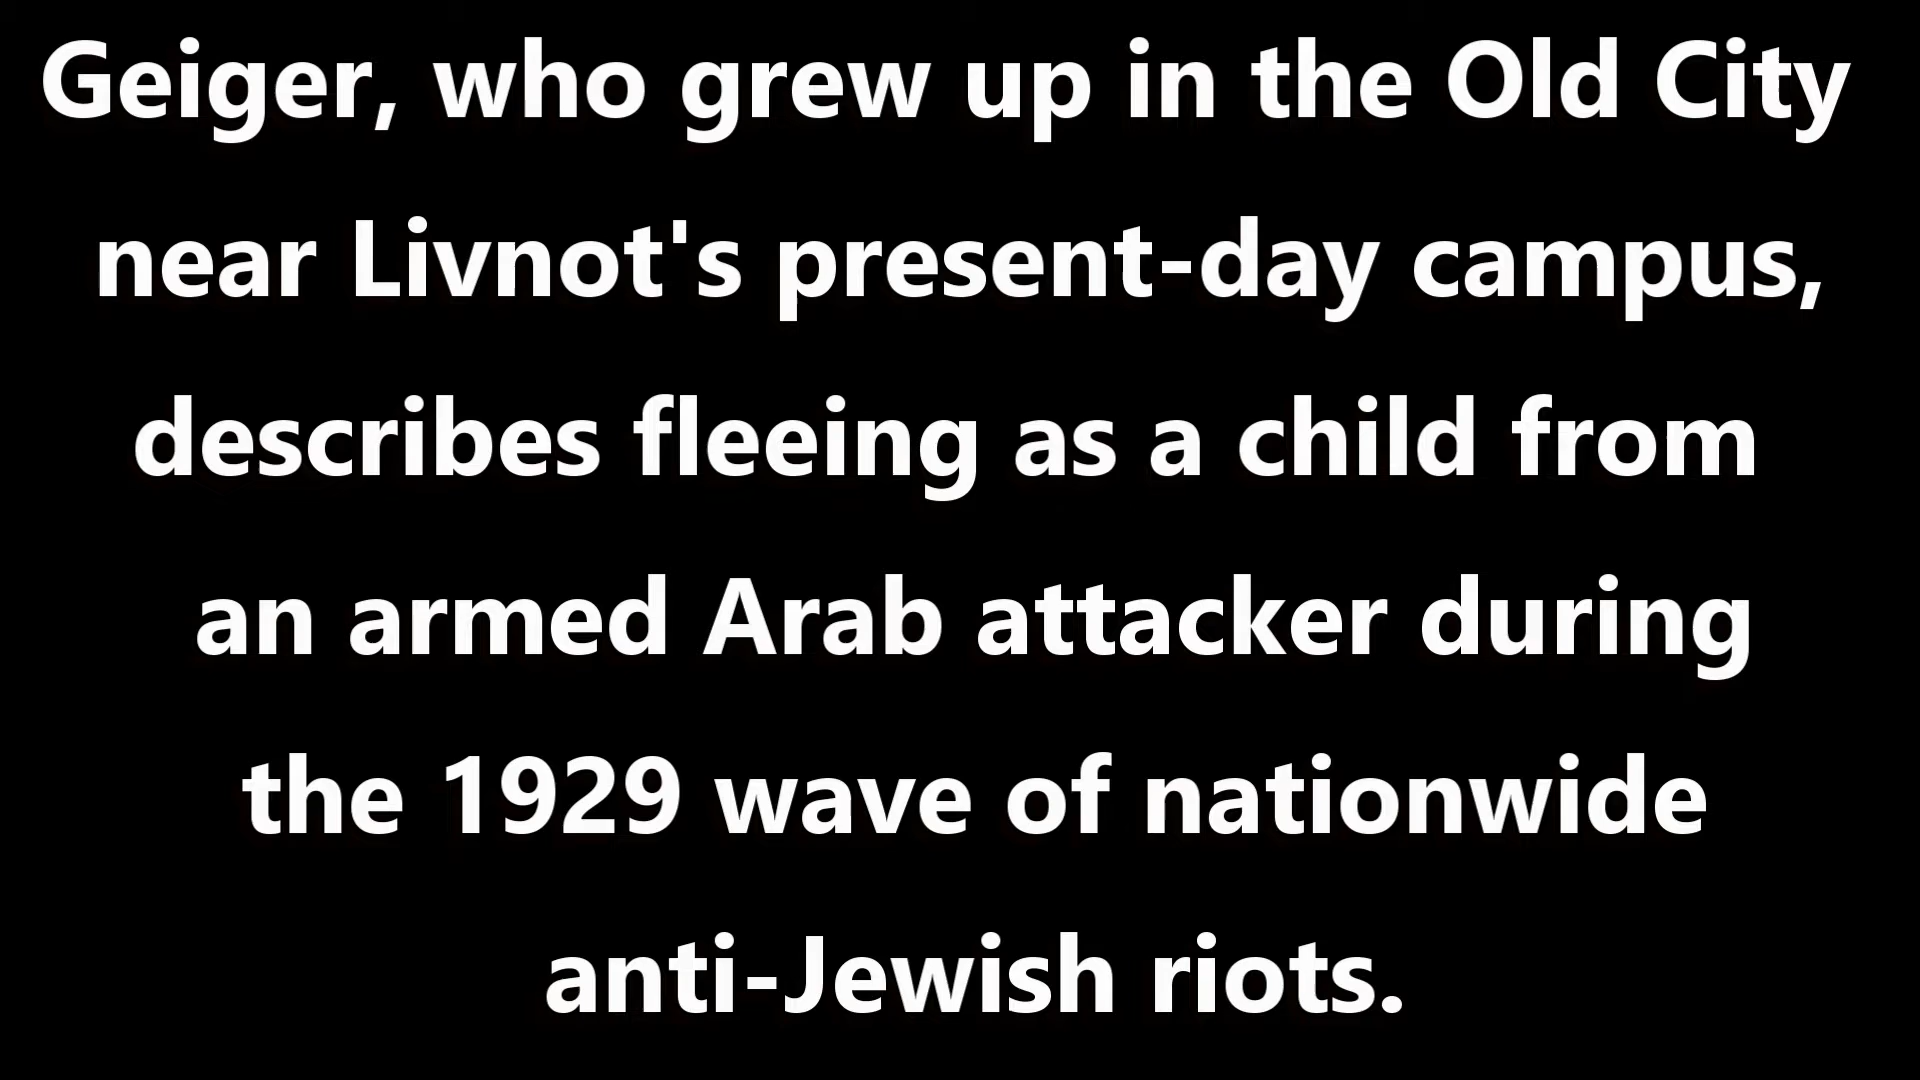 Geiger, who grew up in the Old City
near Livnot's present-day campus,
describes fleeing as a child from
an armed Arab attacker during
the 1929 wave of nationwide
anti-Jewish riots.